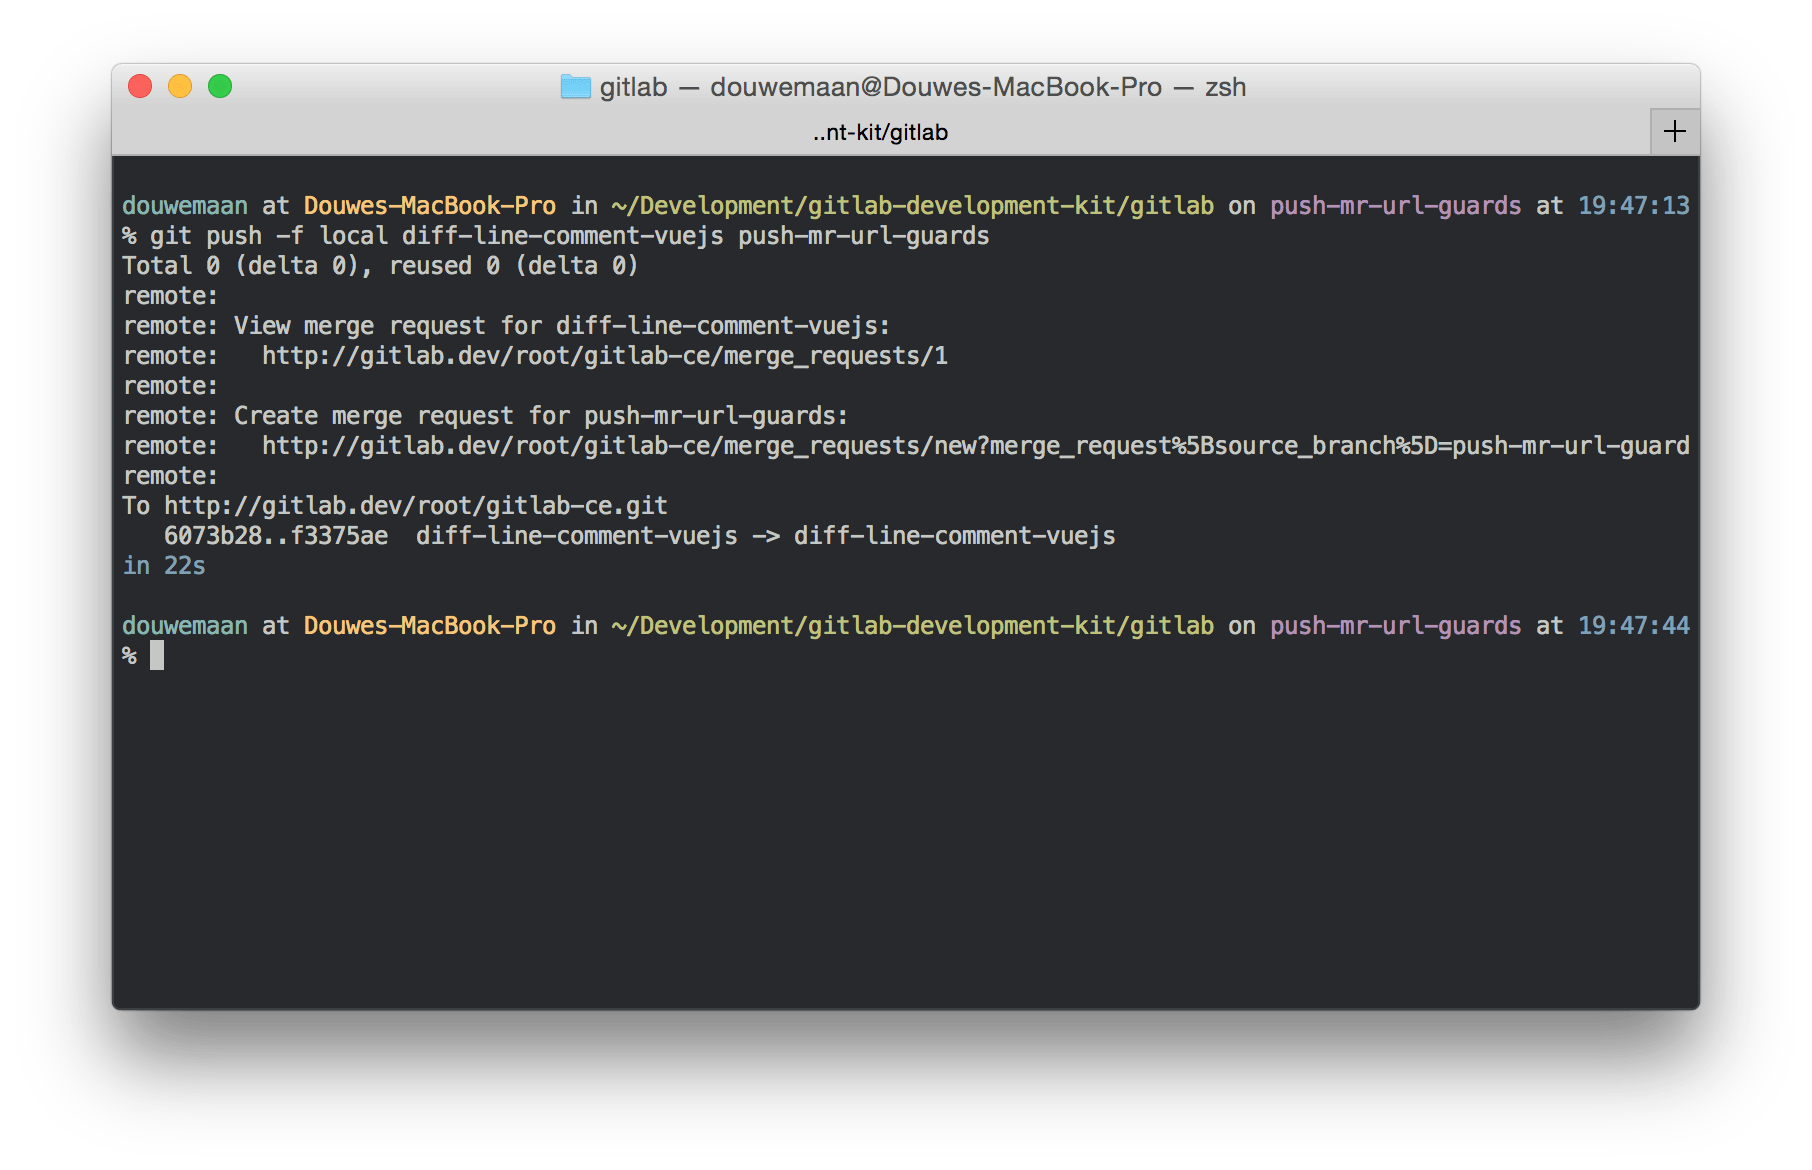 gitlab — douwemaan@Douwes-MacBook-Pro — zsh
..nt-kit/gitlab
+
douwemaan at Douwes-MacBook-Pro in ~/Development/gitlab-development-kit/gitlab on push-mr-url-guards at 19:47:13
% git push -f local diff-line-comment-vuejs push-mr-url-guards
Total 0 (delta 0), reused 0 (delta 0)
remote:
remote: View merge request for diff-line-comment-vuejs:
remote:   http://gitlab.dev/root/gitlab-ce/merge_requests/1
remote:
remote: Create merge request for push-mr-url-guards:
remote:   http://gitlab.dev/root/gitlab-ce/merge_requests/new?merge_request%5Bsource_branch%5D=push-mr-url-guard
remote:
To http://gitlab.dev/root/gitlab-ce.git
   6073b28..f3375ae  diff-line-comment-vuejs -> diff-line-comment-vuejs
in 22s
douwemaan at Douwes-MacBook-Pro in ~/Development/gitlab-development-kit/gitlab on push-mr-url-guards at 19:47:44
%